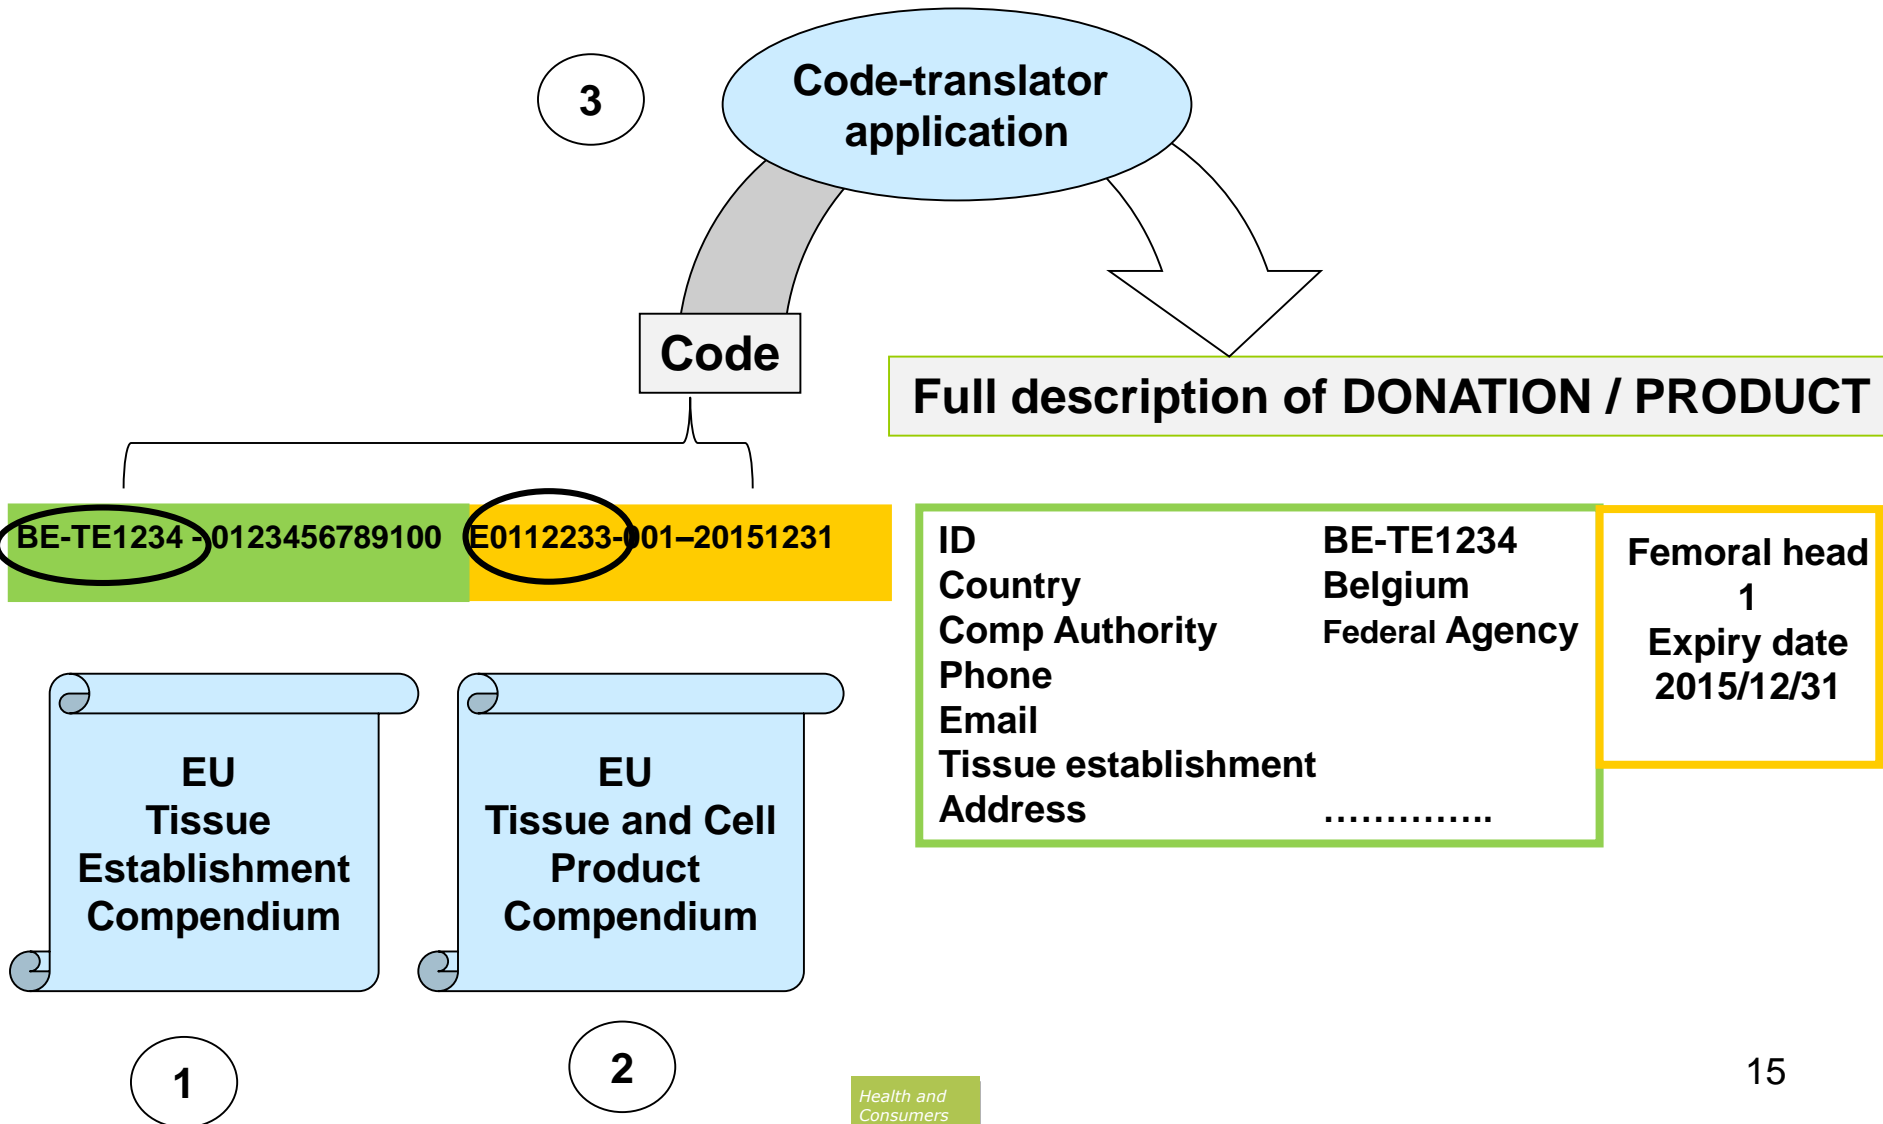 3
Code-translator
application
Code
Full description of DONATION / PRODUCT
BE-TE1234 - 0123456789100 E0112233-001–20151231
ID BE-TE1234
Country Belgium
Comp Authority Federal Agency
Phone
Email
Tissue establishment
Address …………..
Femoral head
1
Expiry date
2015/12/31
EU
Tissue
Establishment
Compendium
EU
Tissue and Cell
Product
Compendium
1
2
Health and
Consumers
15